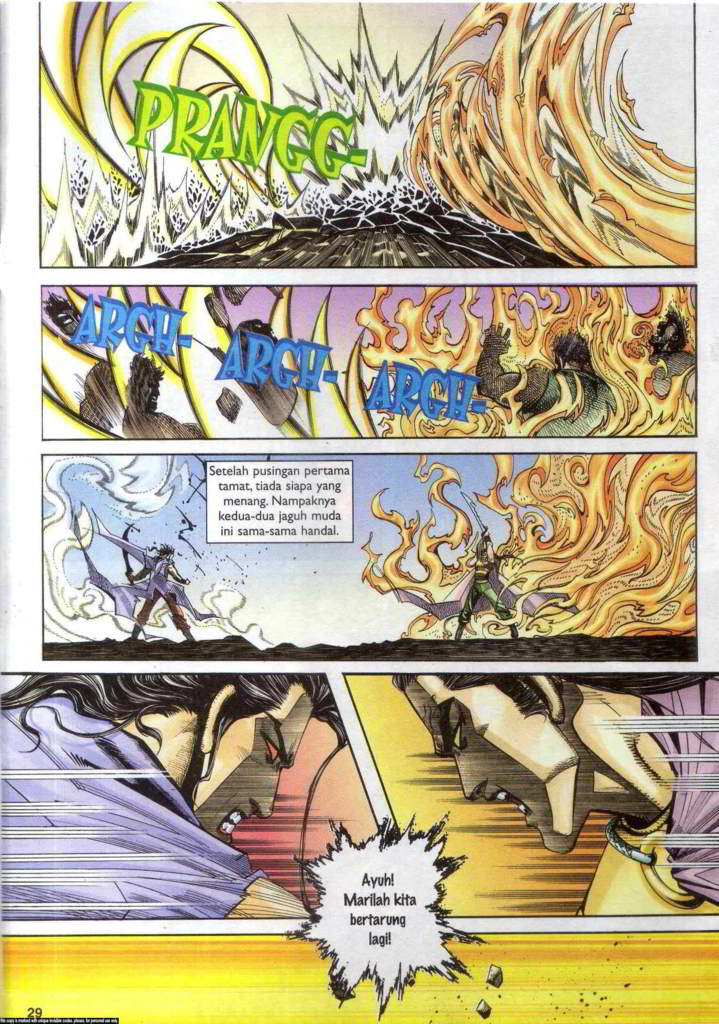 PRANGG-
ARGH-
ARGH-
ARGH-
Setelah pusingan pertama
tamat, tiada siapa yang
menang. Nampaknya
kedua-dua jaguh muda
ini sama-sama handal.
Ayuh!
Marilah kita
bertarung
lagi!
29